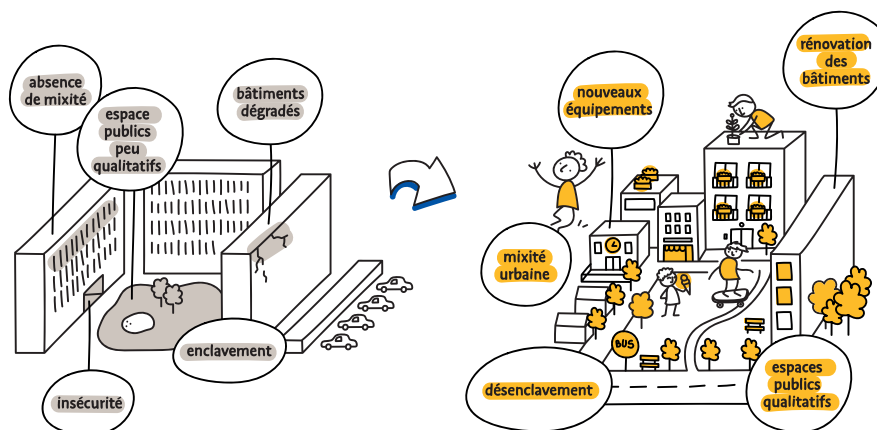 absence
de mixité
espace
publics
peu
qualitatifs
bâtiments
dégradés
enclavement
insécurité
nouveaux
équipements
rénovation
des
bâtiments
mixité
urbaine
BUS
désenclavement
espaces
publics
qualitatifs